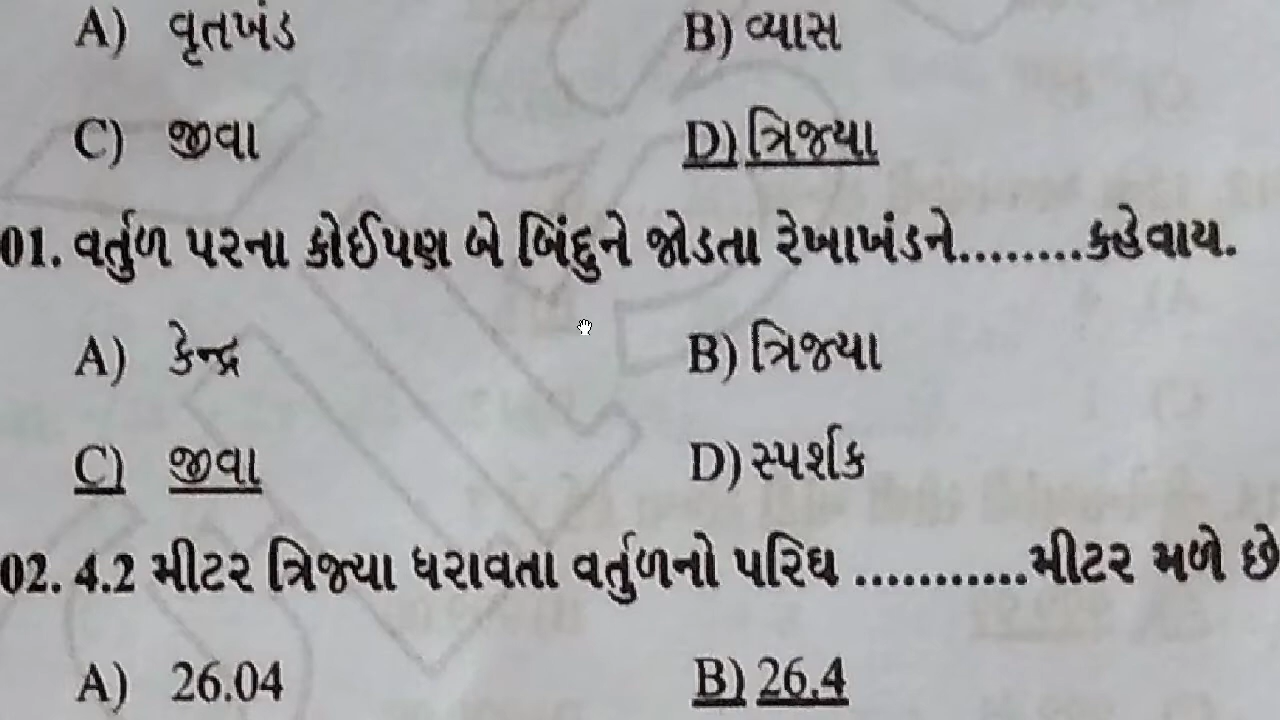 A) વૃતખંડ B) વ્યાસ
C) જીવા D) ત્રિજ્યા
01. વર્તુળ પરના કોઈપણ બે બિંદુને જોડતા રેખાખંડને........કહેવાય.
A) કેન્દ્ર B) ત્રિજ્યા
C) જીવા D) સ્પર્શક
02. 4.2 મીટર ત્રિજ્યા ધરાવતા વર્તુળનો પરિઘ ...........મીટર મળે છે
A) 26.04 B) 26.4